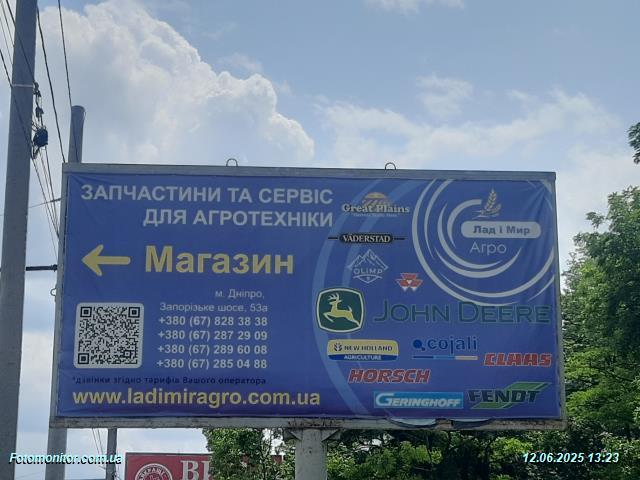 ЗАПЧАСТИНИ ТА СЕРВІС
ДЛЯ АГРОТЕХНІКИ
Магазин
м. Дніпро,
Запорізьке шосе, 53а
+380 (67) 828 38 38
+380 (67) 287 29 09
+380 (67) 289 60 08
+380 (67) 285 04 88
*дзвінки згідно тарифів Вашого оператора
www.ladimiragro.com.ua
Great Plains
VÄDERSTAD
OLIMP
Лад і Мир
Агро
JOHN DEERE
NEW HOLLAND
AGRICULTURE
cojali
CLAAS
HORSCH
GERINGHOFF
FENDT
Fotomonitor.com.ua
12.06.2025 13:23